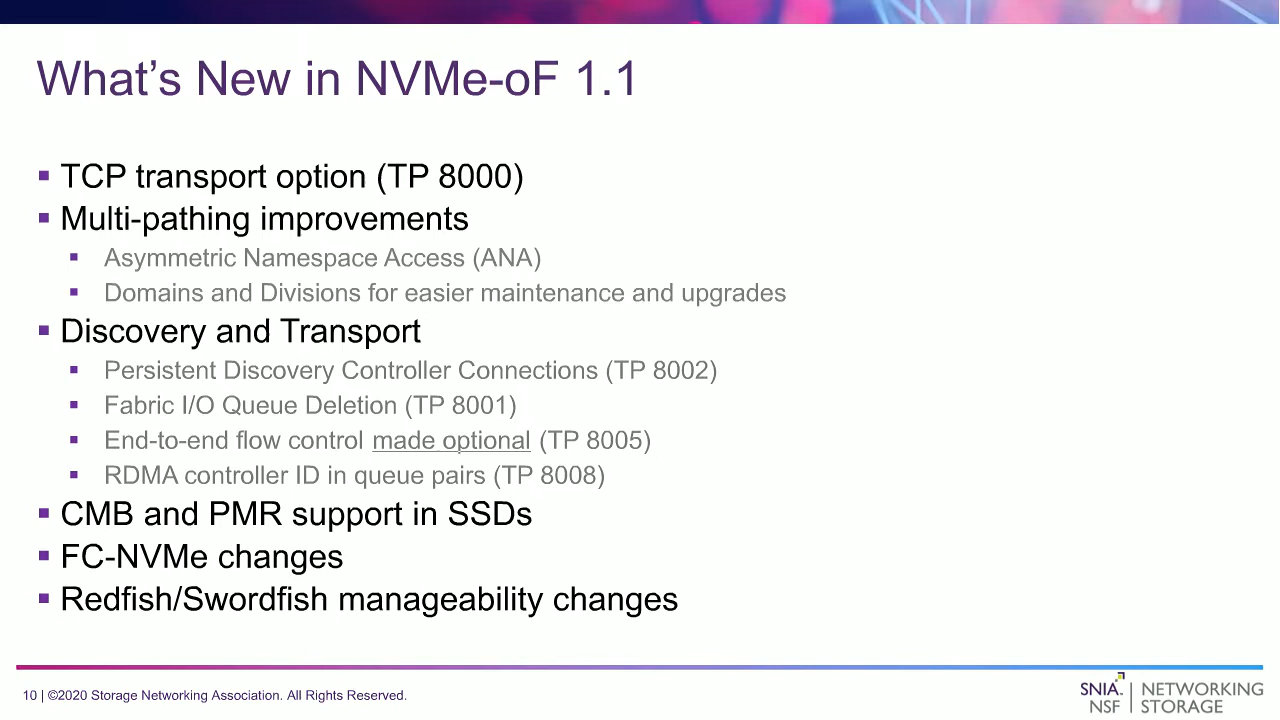 What's New in NVMe-oF 1.1
▪ TCP transport option (TP 8000)
▪ Multi-pathing improvements
▪ Asymmetric Namespace Access (ANA)
▪ Domains and Divisions for easier maintenance and upgrades
▪ Discovery and Transport
▪ Persistent Discovery Controller Connections (TP 8002)
▪ Fabric I/O Queue Deletion (TP 8001)
▪ End-to-end flow control made optional (TP 8005)
▪ RDMA controller ID in queue pairs (TP 8008)
▪ CMB and PMR support in SSDs
▪ FC-NVMe changes
▪ Redfish/Swordfish manageability changes
10 | ©2020 Storage Networking Association. All Rights Reserved.
SNIA™ | NETWORKING
NSF | STORAGE